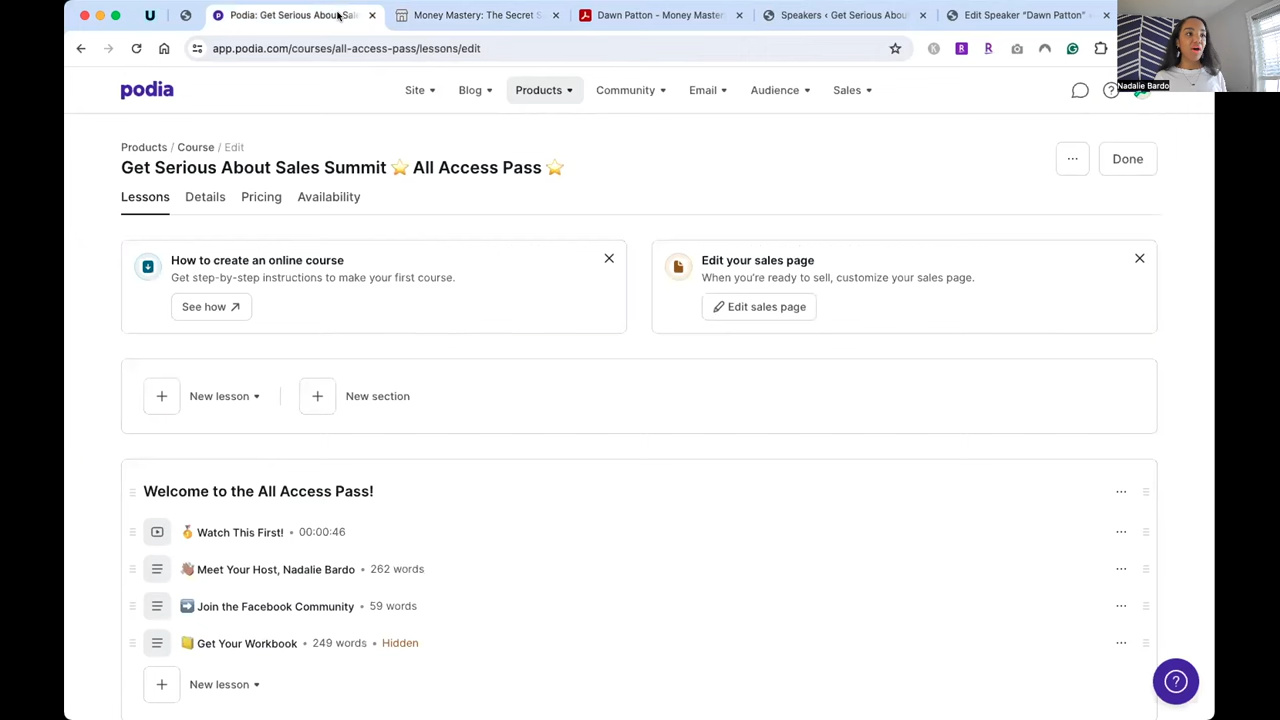 Podia: Get Serious About Sale
Money Mastery: The Secret S
Dawn Patton - Money Master
Speakers ‹ Get Serious About
Edit Speaker “Dawn Patton”
app.podia.com/courses/all-access-pass/lessons/edit
Nadalie Bardo
podia
Site
Blog
Products
Community
Email
Audience
Sales
Products / Course / Edit
Get Serious About Sales Summit ⭐ All Access Pass ⭐
... Done
Lessons Details Pricing Availability
How to create an online course
Get step-by-step instructions to make your first course.
See how
Edit your sales page
When you're ready to sell, customize your sales page.
Edit sales page
New lesson
New section
Welcome to the All Access Pass!
🏅 Watch This First! • 00:00:46
👋🏽 Meet Your Host, Nadalie Bardo • 262 words
➡️ Join the Facebook Community • 59 words
📒 Get Your Workbook • 249 words • Hidden
New lesson